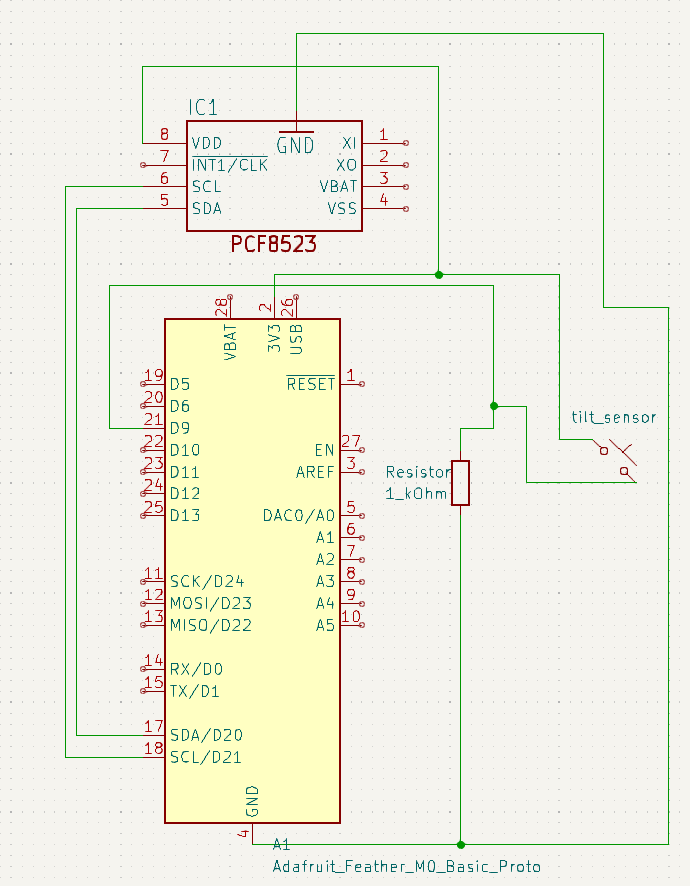 IC1
8 VDD XI 1
GND
7 INT1/CLK XO 2
6 SCL VBAT 3
5 SDA VSS 4
PCF8523
28 2 26
VBAT 3V3 USB
19 D5 RESET 1
20 D6
21 D9
tilt_sensor
22 D10 EN 27
23 D11 AREF 3
Resistor
24 D12
1_kOhm
25 D13 DAC0/A0 5
A1 6
A2 7
11 SCK/D24 A3 8
12 MOSI/D23 A4 9
13 MISO/D22 A5 10
14 RX/D0
15 TX/D1
17 SDA/D20
18 SCL/D21
GND
4
A1
Adafruit_Feather_M0_Basic_Proto